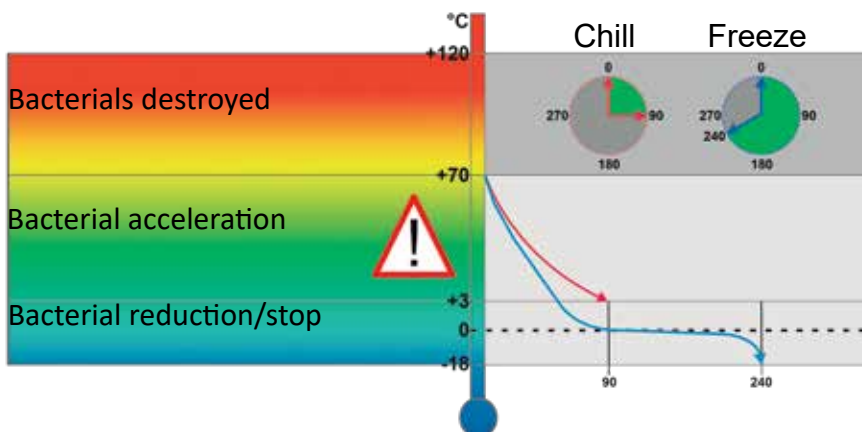 °C
Chill Freeze
+120
0 0
Bacterials destroyed
270 90 270 90
240
180 180
+70
Bacterial acceleration
!
+3
Bacterial reduction/stop
0
-18
90 240